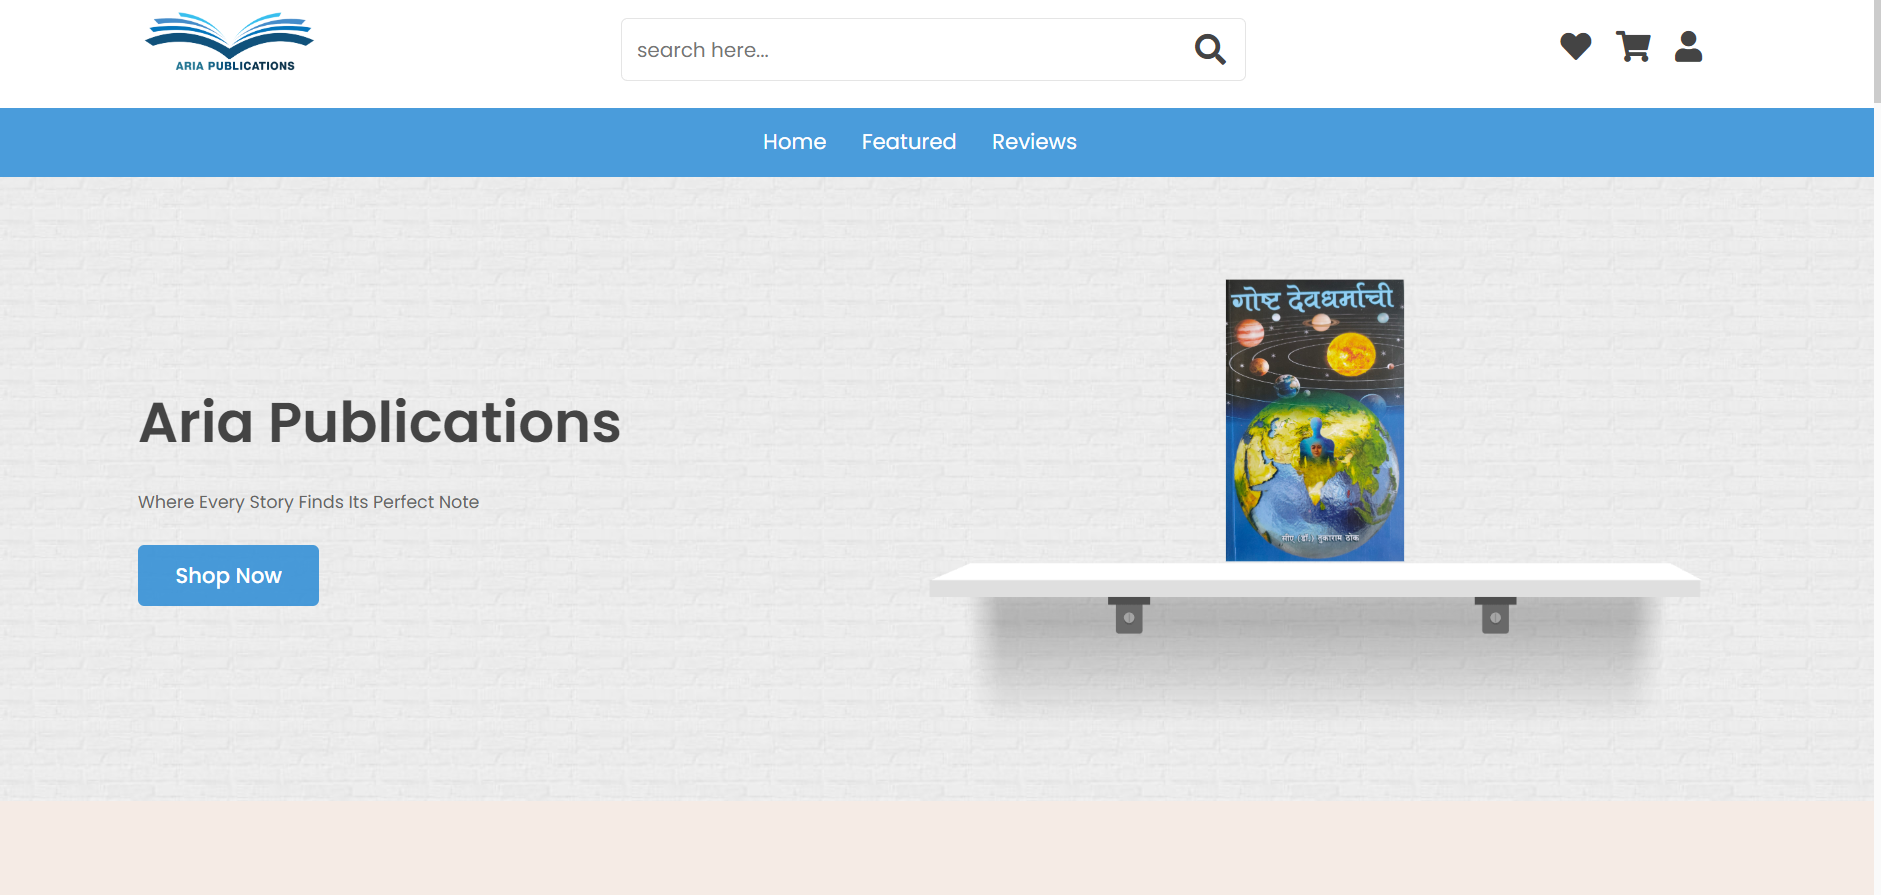 ARIA PUBLICATIONS
search here...
Home Featured Reviews
गोष्ट देवधर्माची
Aria Publications
Where Every Story Finds Its Perfect Note
Shop Now
(डॉ.) तुकाराम ठोक